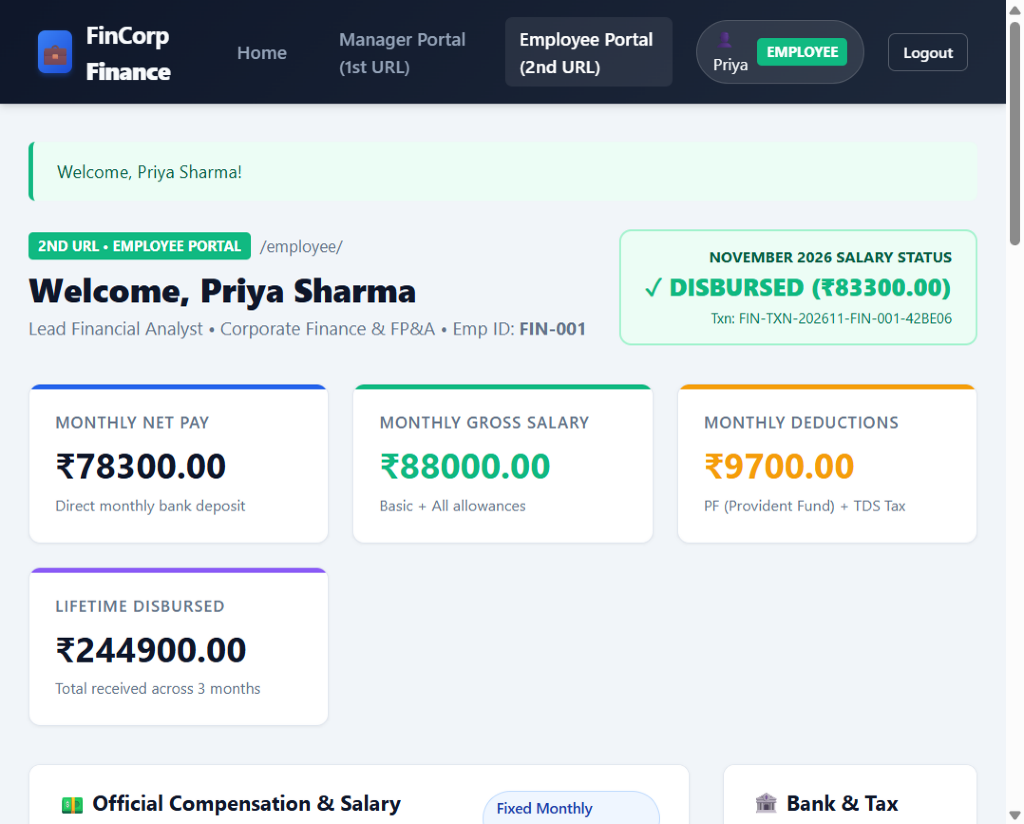 FinCorp
Finance
Home
Manager Portal
(1st URL)
Employee Portal
(2nd URL)
Priya
EMPLOYEE
Logout
Welcome, Priya Sharma!
2ND URL • EMPLOYEE PORTAL
/employee/
Welcome, Priya Sharma
Lead Financial Analyst • Corporate Finance & FP&A • Emp ID: FIN-001
NOVEMBER 2026 SALARY STATUS
✓ DISBURSED (₹83300.00)
Txn: FIN-TXN-202611-FIN-001-42BE06
MONTHLY NET PAY
₹78300.00
Direct monthly bank deposit
MONTHLY GROSS SALARY
₹88000.00
Basic + All allowances
MONTHLY DEDUCTIONS
₹9700.00
PF (Provident Fund) + TDS Tax
LIFETIME DISBURSED
₹244900.00
Total received across 3 months
Official Compensation & Salary
Fixed Monthly
Bank & Tax